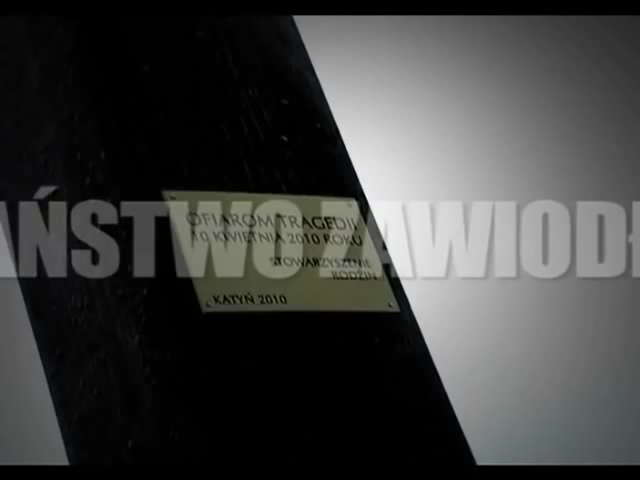 AŃSTWO ZAWIODŁ
OFIAROM TRAGEDII
10 KWIETNIA 2010 ROKU
STOWARZYSZENIE
RODZIN
KATYŃ 2010